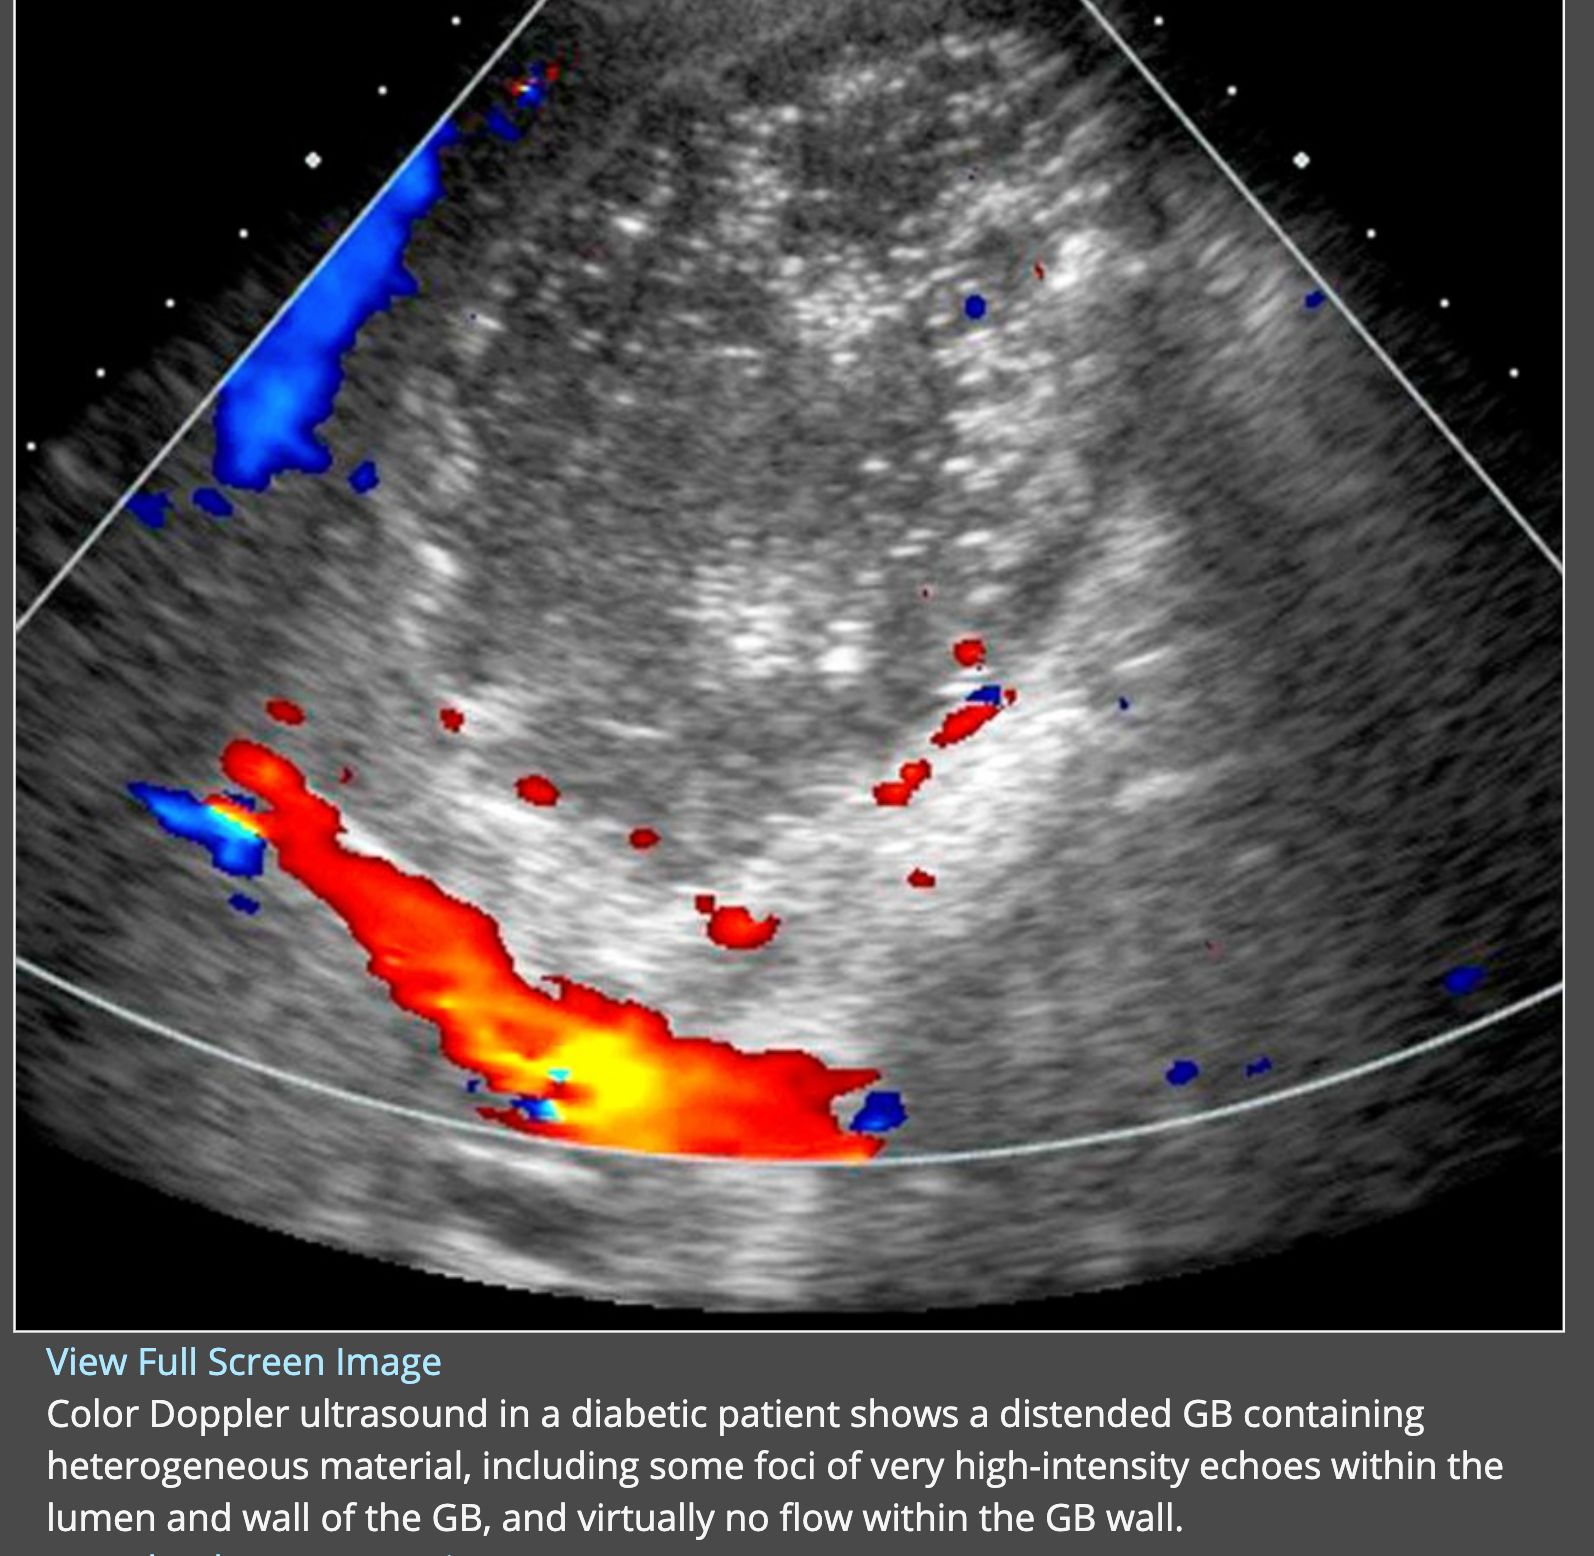 View Full Screen Image
Color Doppler ultrasound in a diabetic patient shows a distended GB containing
heterogeneous material, including some foci of very high-intensity echoes within the
lumen and wall of the GB, and virtually no flow within the GB wall.